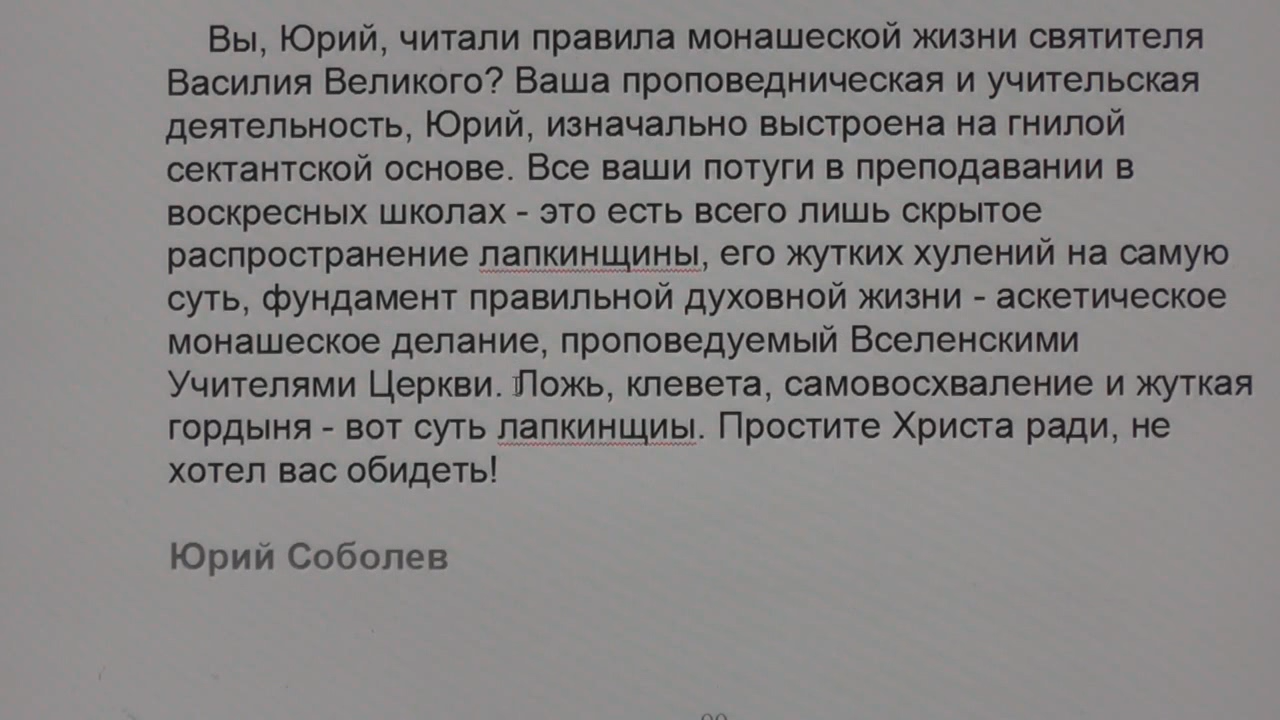 Вы, Юрий, читали правила монашеской жизни святителя
Василия Великого? Ваша проповедническая и учительская
деятельность, Юрий, изначально выстроена на гнилой
сектантской основе. Все ваши потуги в преподавании в
воскресных школах - это есть всего лишь скрытое
распространение лапкинщины, его жутких хулений на самую
суть, фундамент правильной духовной жизни - аскетическое
монашеское делание, проповедуемый Вселенскими
Учителями Церкви. Ложь, клевета, самовосхваление и жуткая
гордыня - вот суть лапкинщиы. Простите Христа ради, не
хотел вас обидеть!
Юрий Соболев